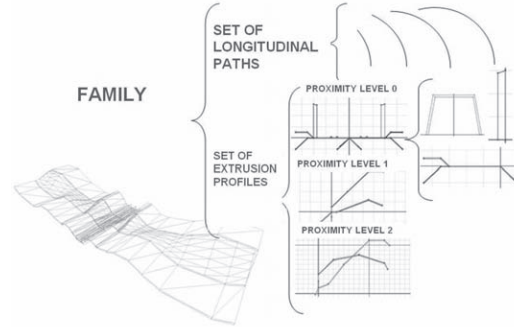 SET OF
LONGITUDINAL
PATHS
FAMILY
PROXIMITY LEVEL 0
SET OF
EXTRUSION
PROFILES
PROXIMITY LEVEL 1
PROXIMITY LEVEL 2